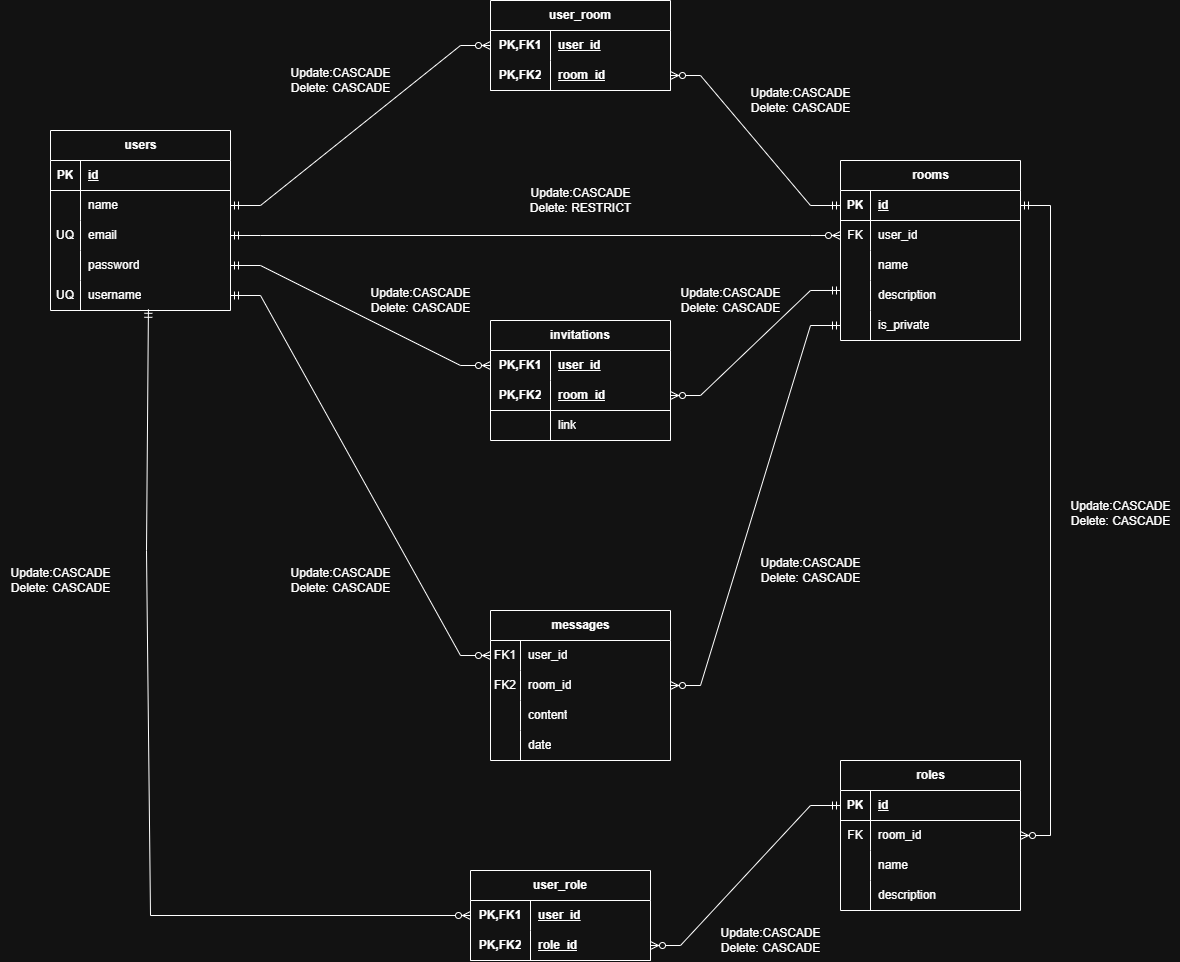 user_room
PK,FK1 user_id
PK,FK2 room_id
Update:CASCADE
Delete: CASCADE
Update:CASCADE
Delete: CASCADE
users
PK id
name
UQ email
password
UQ username
Update:CASCADE
Delete: RESTRICT
rooms
PK id
FK user_id
name
description
is_private
Update:CASCADE
Delete: CASCADE
Update:CASCADE
Delete: CASCADE
invitations
PK,FK1 user_id
PK,FK2 room_id
link
Update:CASCADE
Delete: CASCADE
Update:CASCADE
Delete: CASCADE
Update:CASCADE
Delete: CASCADE
Update:CASCADE
Delete: CASCADE
messages
FK1 user_id
FK2 room_id
content
date
roles
PK id
FK room_id
name
description
user_role
PK,FK1 user_id
PK,FK2 role_id
Update:CASCADE
Delete: CASCADE